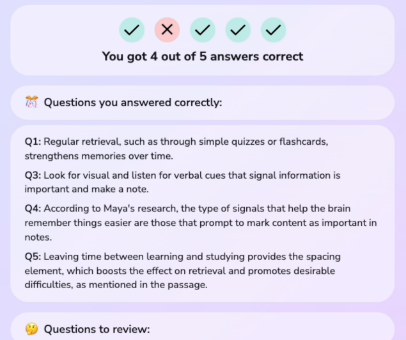 You got 4 out of 5 answers correct
Questions you answered correctly:
Q1: Regular retrieval, such as through simple quizzes or flashcards,
strengthens memories over time.
Q3: Look for visual and listen for verbal cues that signal information is
important and make a note.
Q4: According to Maya's research, the type of signals that help the brain
remember things easier are those that prompt to mark content as important in
notes.
Q5: Leaving time between learning and studying provides the spacing
element, which boosts the effect on retrieval and promotes desirable
difficulties, as mentioned in the passage.
Questions to review: